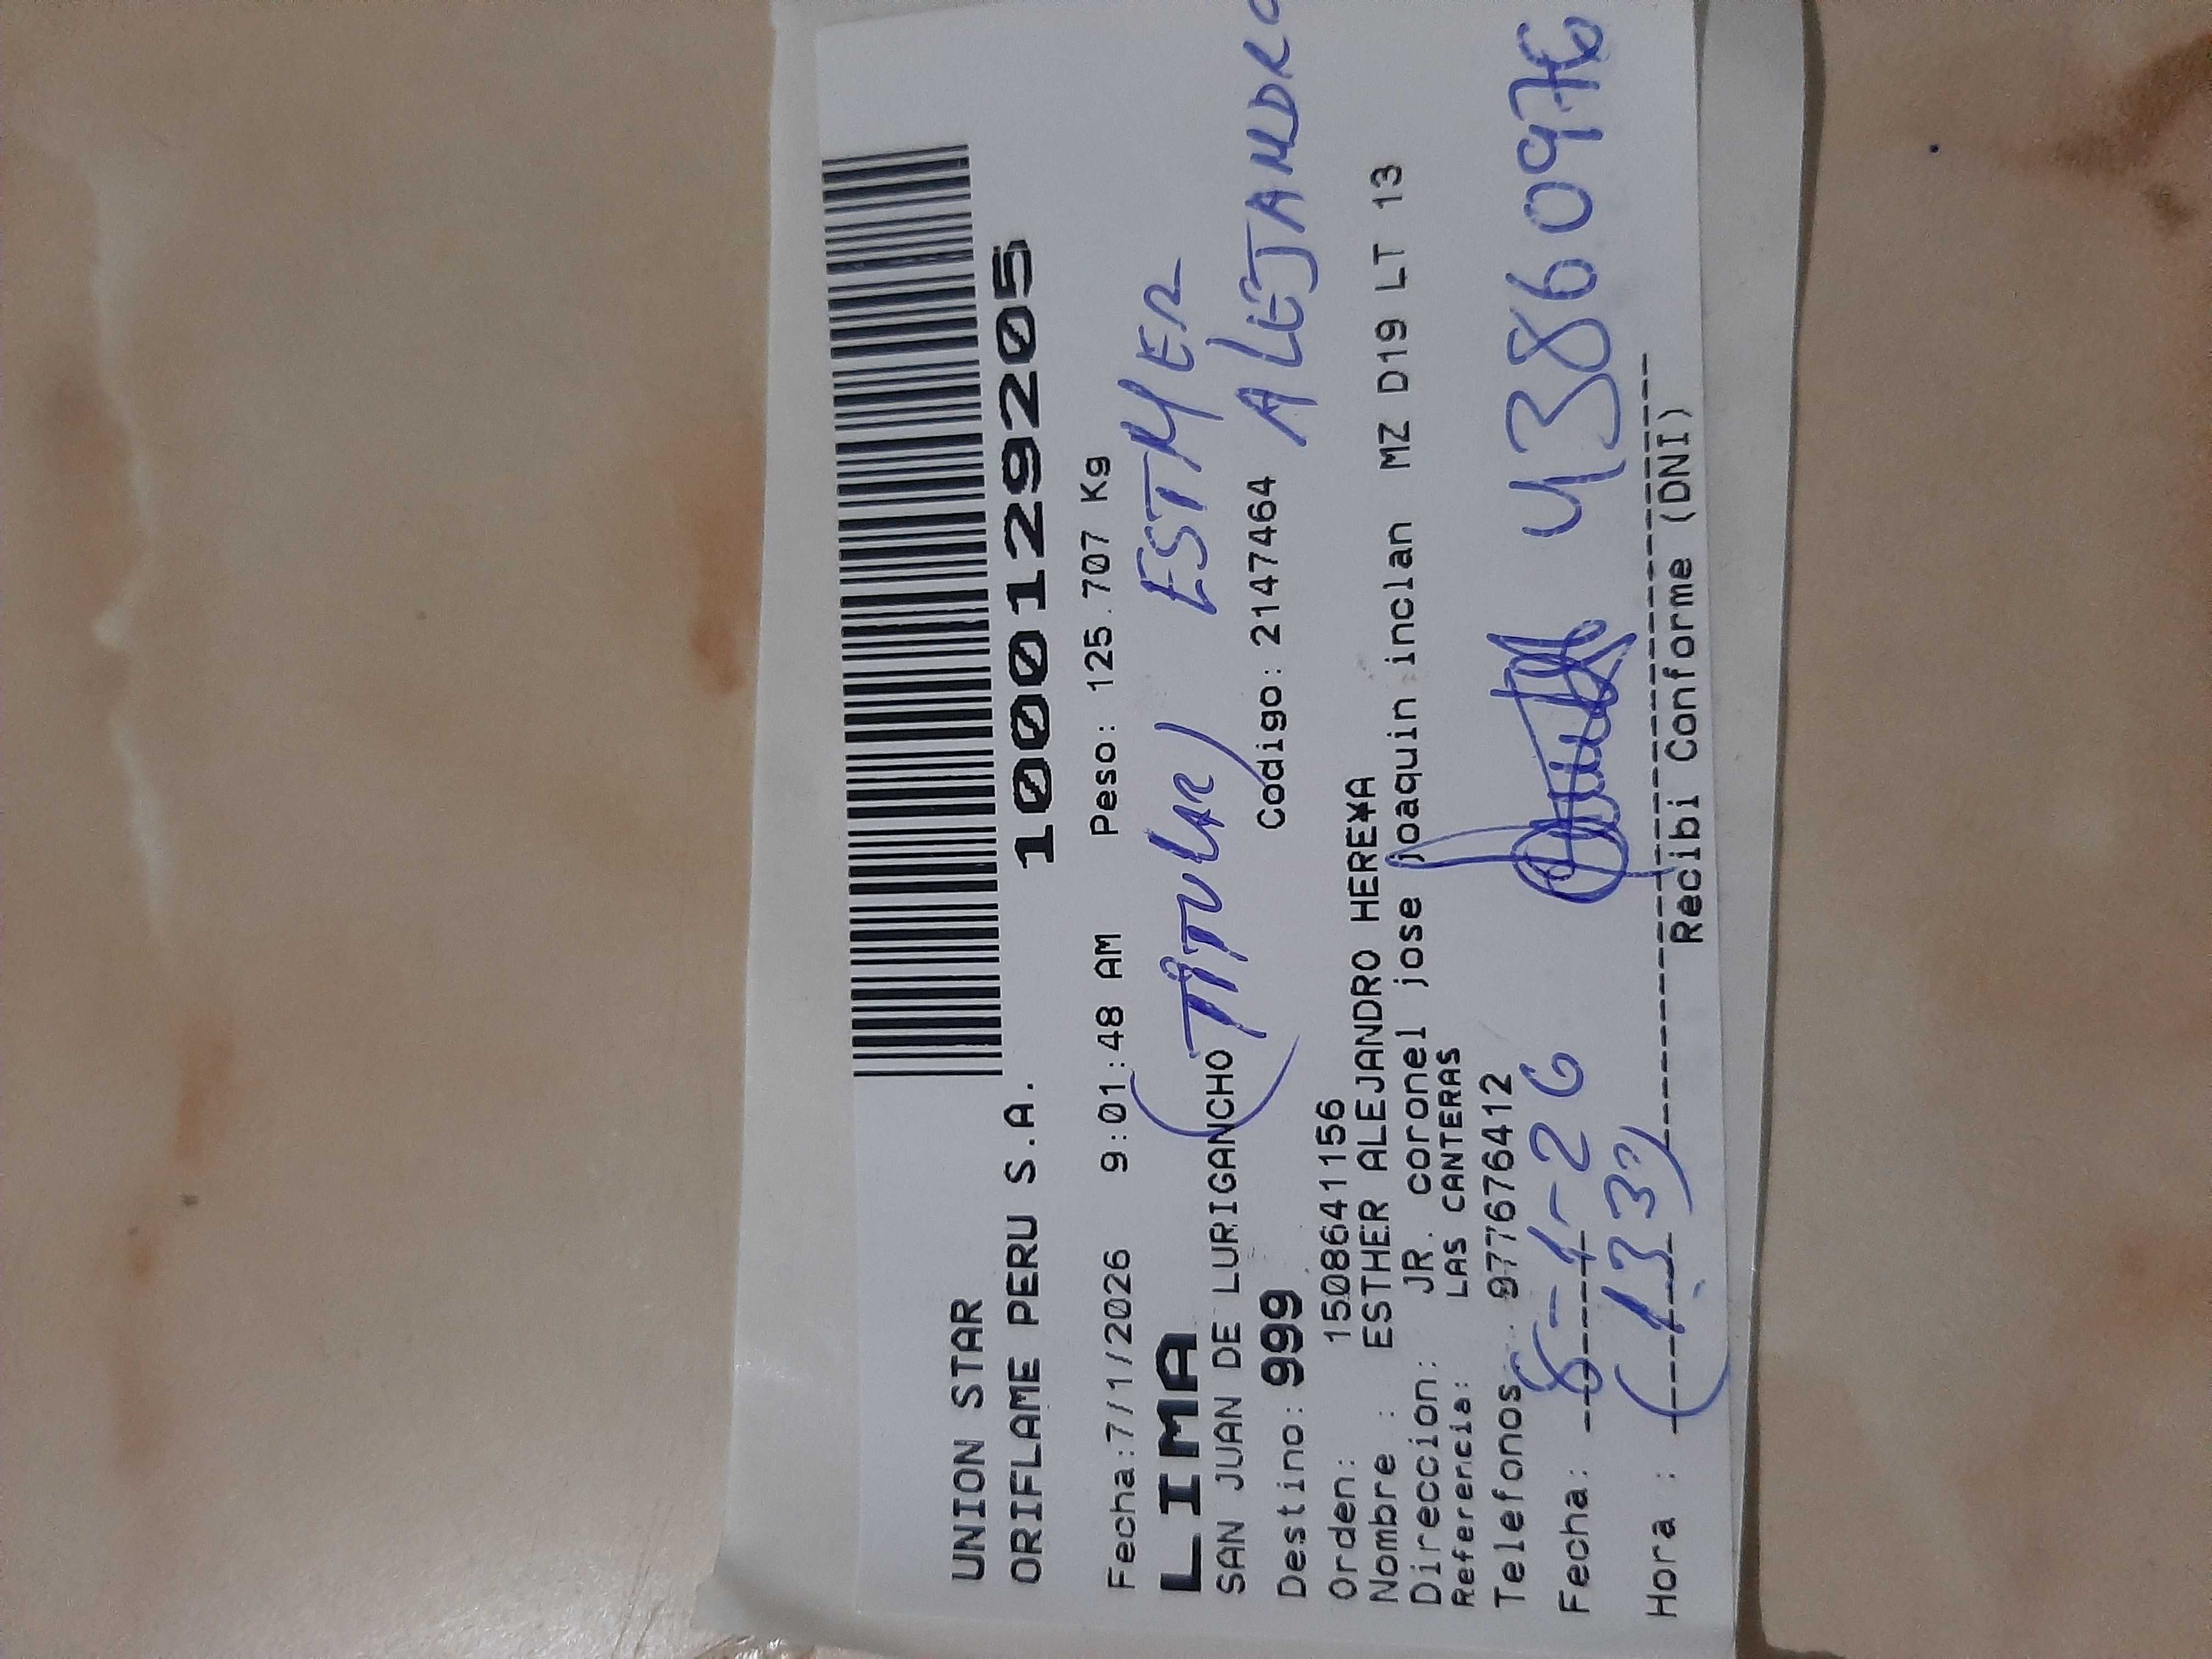 UNION STAR
ORIFLAME PERU S.A.
1000129205
Fecha:7/1/2026 9:01:48 AM Peso: 125.707 Kg
LIMA
(TITULAR) ESTHER
SAN JUAN DE LURIGANCHO
ALEJANDRO
Destino: 999 Codigo: 2147464
Orden: 1508641156
Nombre : ESTHER ALEJANDRO HERE¥A
Direccion: JR. coronel jose joaquin inclan MZ D19 LT 13
Referencia: LAS CANTERAS
Telefonos: 977676412
Fecha: 8-1-26
43860976
Hora : (133)
Recibi Conforme (DNI)